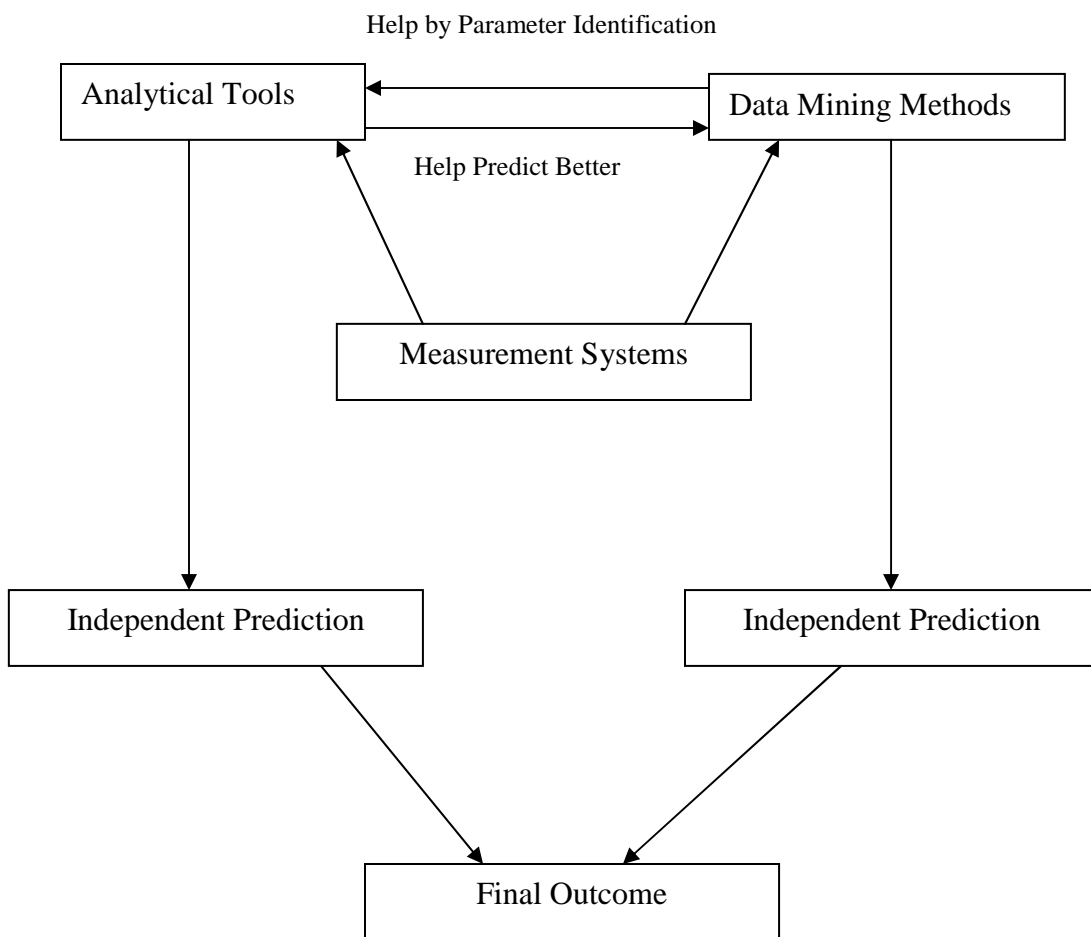 Help by Parameter Identification
Analytical Tools
Data Mining Methods
Help Predict Better
Measurement Systems
Independent Prediction
Independent Prediction
Final Outcome